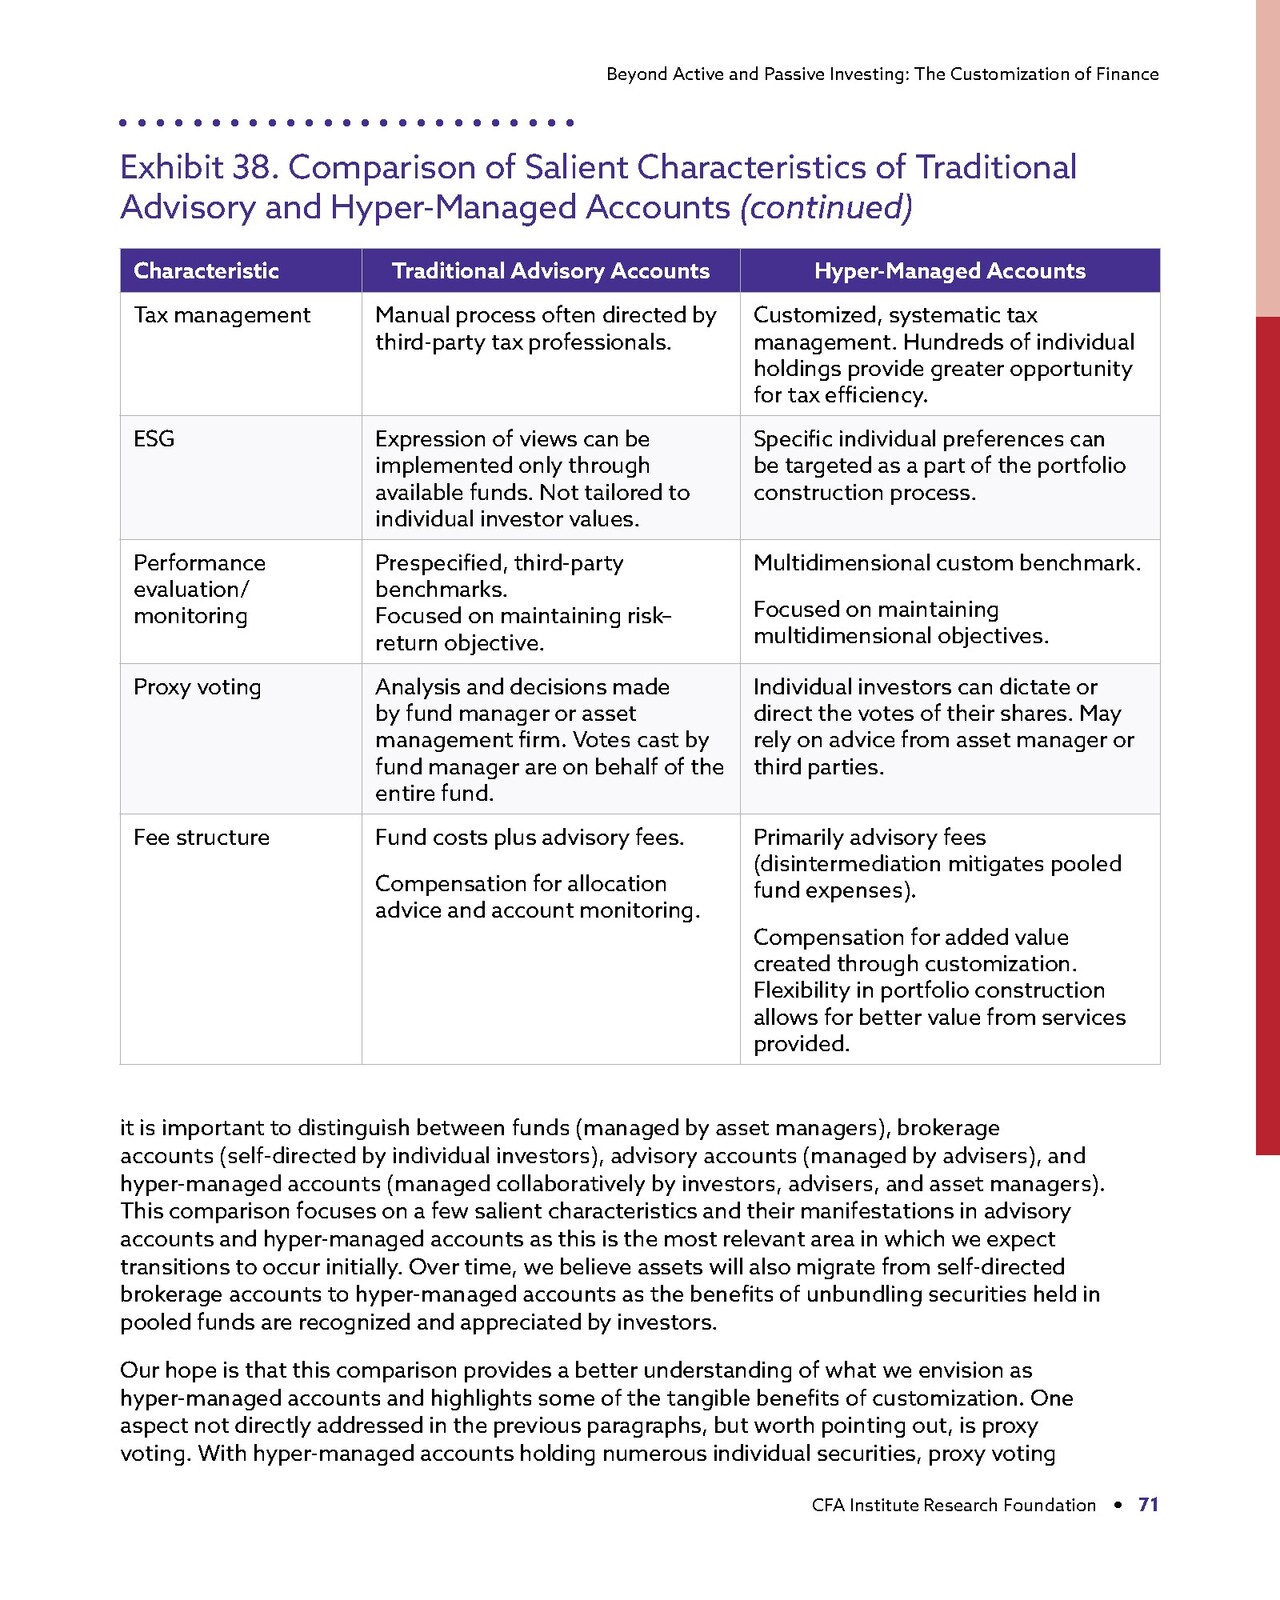 Beyond Active and Passive Investing: The Customization of Finance
Exhibit 38. Comparison of Salient Characteristics of Traditional
Advisory and Hyper-Managed Accounts (continued)
Characteristic
Traditional Advisory Accounts
Hyper-Managed Accounts
Tax management
Manual process often directed by
third-party tax professionals.
Customized, systematic tax
management. Hundreds of individual
holdings provide greater opportunity
for tax efficiency.
ESG
Expression of views can be
implemented only through
available funds. Not tailored to
individual investor values.
Specific individual preferences can
be targeted as a part of the portfolio
construction process.
Performance
evaluation/
monitoring
Prespecified, third-party
benchmarks.
Focused on maintaining risk–
return objective.
Multidimensional custom benchmark.
Focused on maintaining
multidimensional objectives.
Proxy voting
Analysis and decisions made
by fund manager or asset
management firm. Votes cast by
fund manager are on behalf of the
entire fund.
Individual investors can dictate or
direct the votes of their shares. May
rely on advice from asset manager or
third parties.
Fee structure
Fund costs plus advisory fees.
Compensation for allocation
advice and account monitoring.
Primarily advisory fees
(disintermediation mitigates pooled
fund expenses).
Compensation for added value
created through customization.
Flexibility in portfolio construction
allows for better value from services
provided.
it is important to distinguish between funds (managed by asset managers), brokerage
accounts (self-directed by individual investors), advisory accounts (managed by advisers), and
hyper-managed accounts (managed collaboratively by investors, advisers, and asset managers).
This comparison focuses on a few salient characteristics and their manifestations in advisory
accounts and hyper-managed accounts as this is the most relevant area in which we expect
transitions to occur initially. Over time, we believe assets will also migrate from self-directed
brokerage accounts to hyper-managed accounts as the benefits of unbundling securities held in
pooled funds are recognized and appreciated by investors.
Our hope is that this comparison provides a better understanding of what we envision as
hyper-managed accounts and highlights some of the tangible benefits of customization. One
aspect not directly addressed in the previous paragraphs, but worth pointing out, is proxy
voting. With hyper-managed accounts holding numerous individual securities, proxy voting
CFA Institute Research Foundation • 71